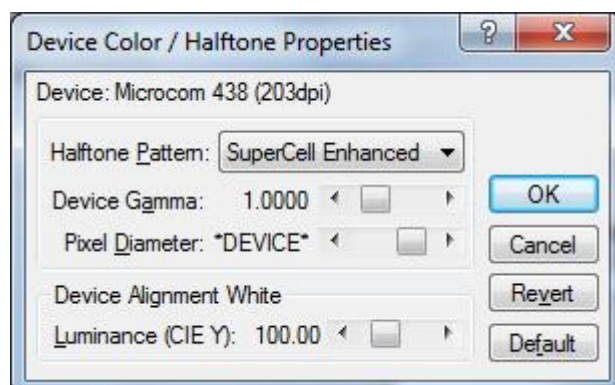 Device Color / Halftone Properties
Device: Microcom 438 (203dpi)
Halftone Pattern: SuperCell Enhanced
Device Gamma: 1.0000
Pixel Diameter: *DEVICE*
Device Alignment White
Luminance (CIE Y): 100.00
OK
Cancel
Revert
Default